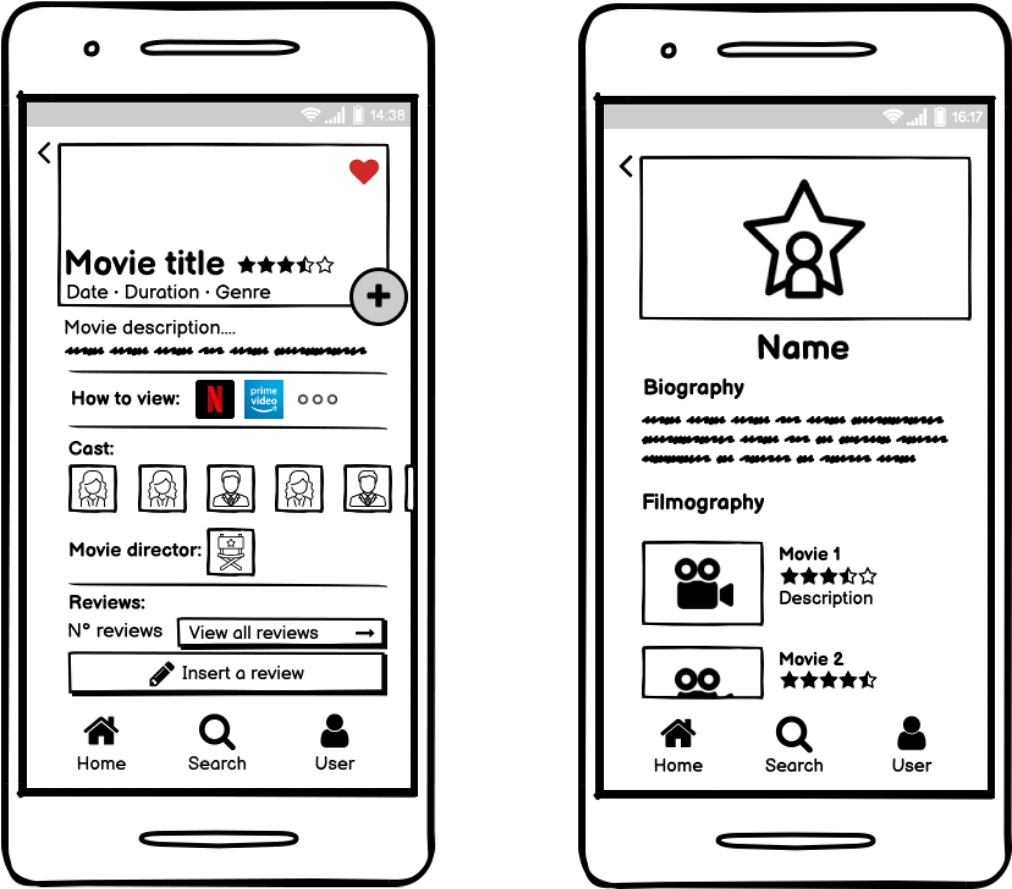 14:38
Movie title
Date · Duration · Genre
Movie description....
How to view:
N
prime
video
Cast:
Movie director:
Reviews:
N° reviews
View all reviews
Insert a review
Home
Search
User
16:17
Name
Biography
Filmography
Movie 1
Description
Movie 2
Home
Search
User